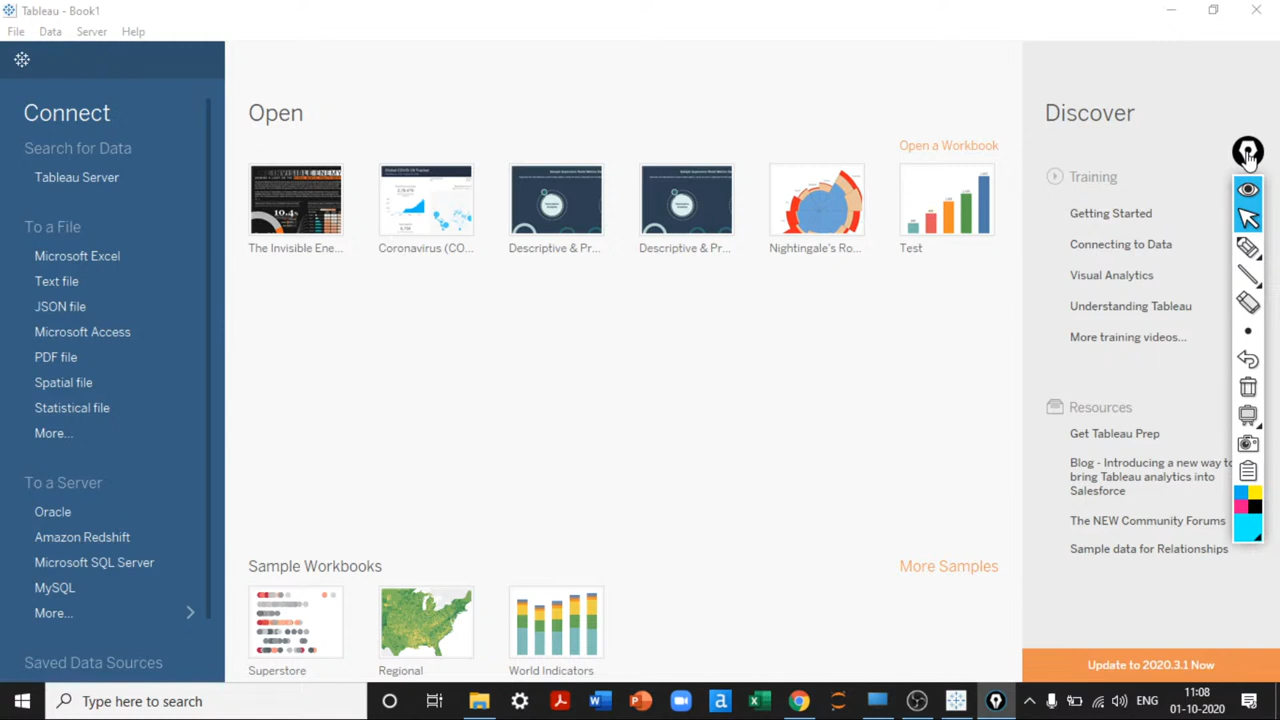 Tableau - Book1
File Data Server Help
Connect
Search for Data
Tableau Server
To a File
Microsoft Excel
Text file
JSON file
Microsoft Access
PDF file
Spatial file
Statistical file
More...
To a Server
Oracle
Amazon Redshift
Microsoft SQL Server
MySQL
More...
Saved Data Sources
Open
Open a Workbook
The Invisible Ene...
Coronavirus (CO...
Descriptive & Pr...
Descriptive & Pr...
Nightingale's Ro...
Test
Sample Workbooks
More Samples
Superstore
Regional
World Indicators
Discover
Training
Getting Started
Connecting to Data
Visual Analytics
Understanding Tableau
More training videos...
Resources
Get Tableau Prep
Blog - Introducing a new way to
bring Tableau analytics into
Salesforce
The NEW Community Forums
Sample data for Relationships
Update to 2020.3.1 Now
Type here to search
ENG
11:08
01-10-2020